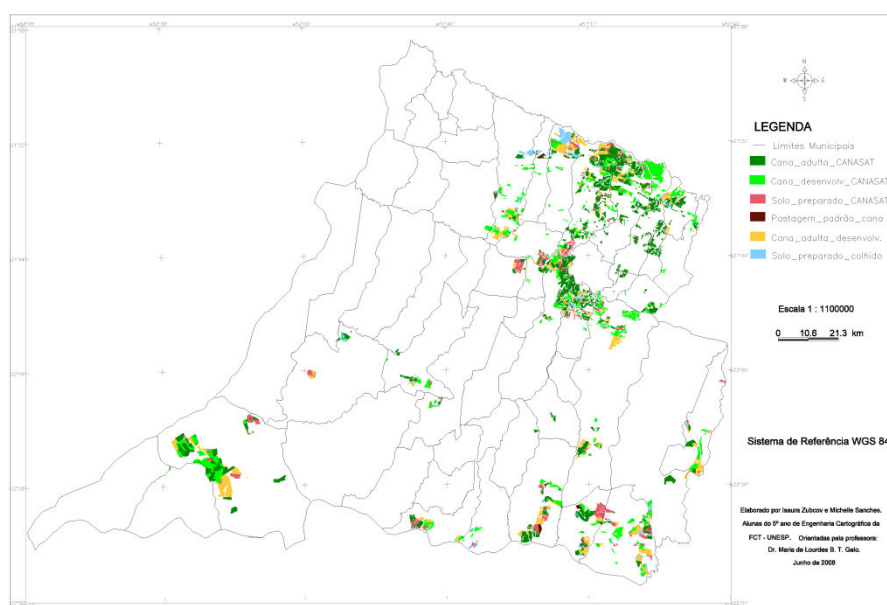 N
W E
S
LEGENDA
Limites Municipais
Cana_adulta_CANASAT
Cana_desenvolv_CANASAT
Solo_preparado_CANASAT
Pastagem_padrão_cana
Cana_adulta_desenvolv.
Solo_preparado_colhido
Escala 1 : 1100000
0 10.6 21.3 km
Sistema de Referência WGS 84
Elaborado por Isaura Zubcov e Michelle Sanches.
Alunas do 5º ano de Engenharia Cartográfica da
FCT - UNESP. Orientadas pela professora:
Dr. Maria de Lourdes B. T. Galo.
Junho de 2008